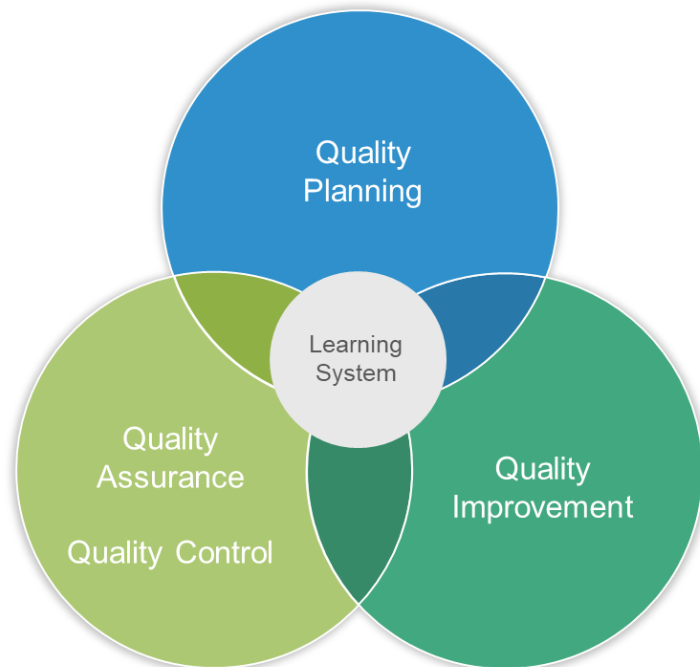 Quality
Planning
Learning
System
Quality
Assurance
Quality Control
Quality
Improvement